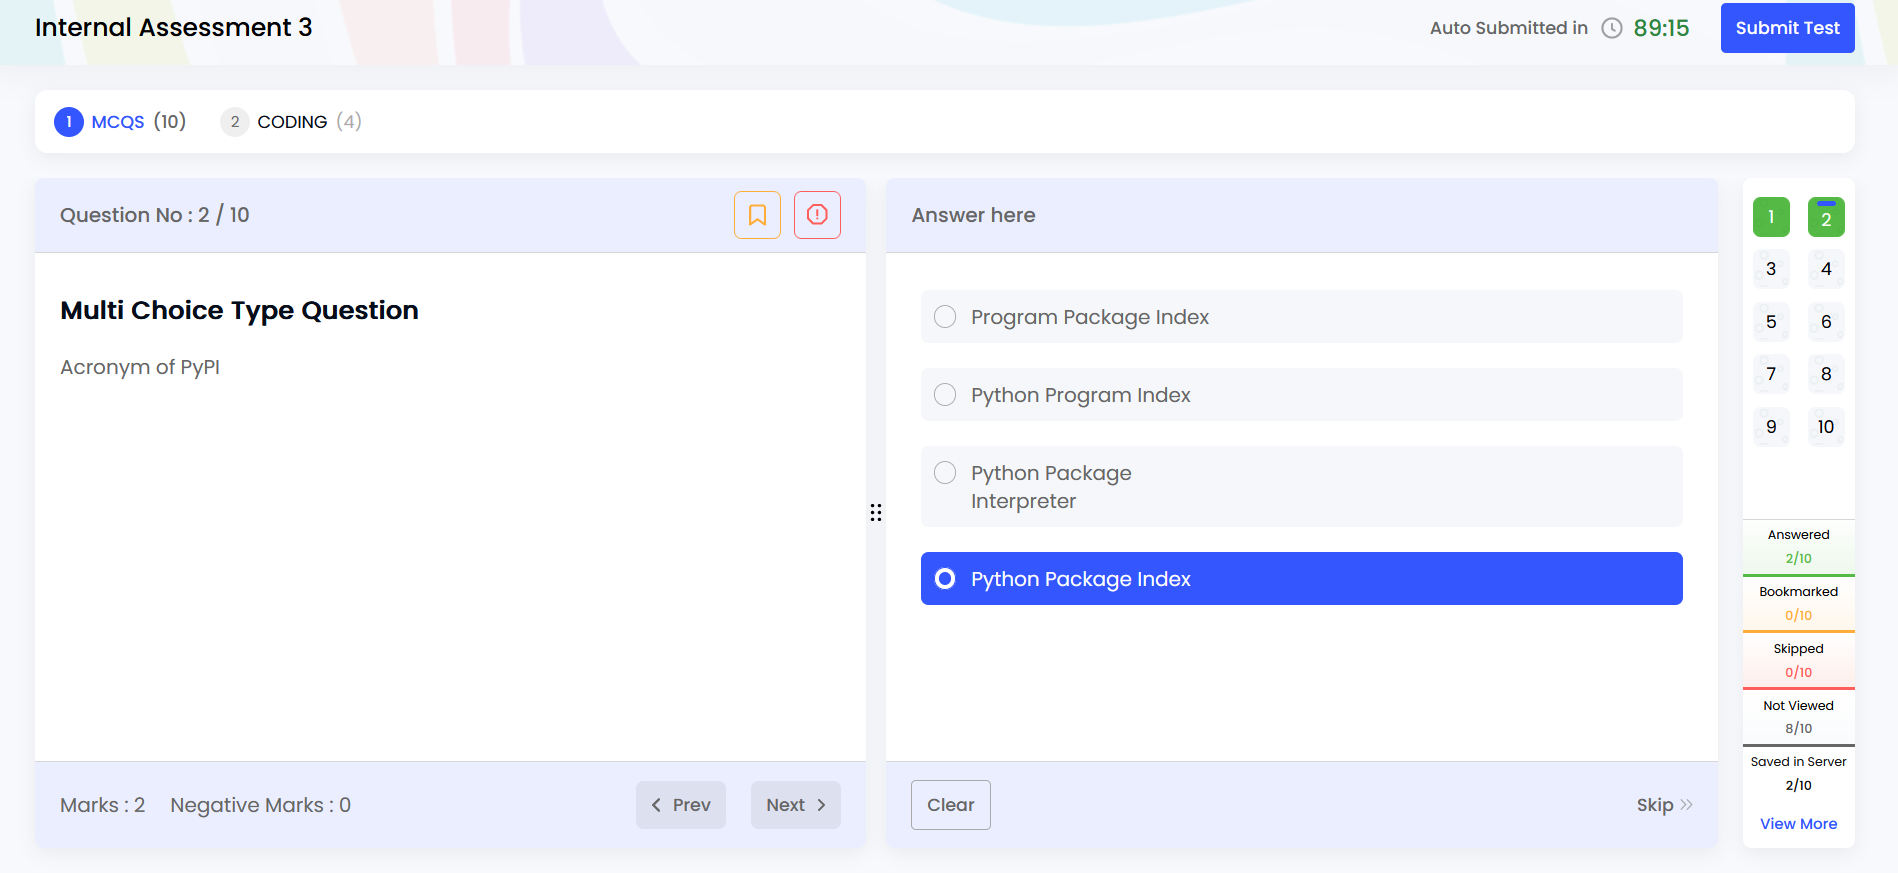 Internal Assessment 3
Auto Submitted in 89:15
Submit Test
1 MCQS (10)
2 CODING (4)
Question No : 2 / 10
Multi Choice Type Question
Acronym of PyPI
Marks : 2
Negative Marks : 0
Prev
Next
Answer here
Program Package Index
Python Program Index
Python Package
Interpreter
Python Package Index
Clear
Skip
1 2
3 4
5 6
7 8
9 10
Answered
2/10
Bookmarked
0/10
Skipped
0/10
Not Viewed
8/10
Saved in Server
2/10
View More